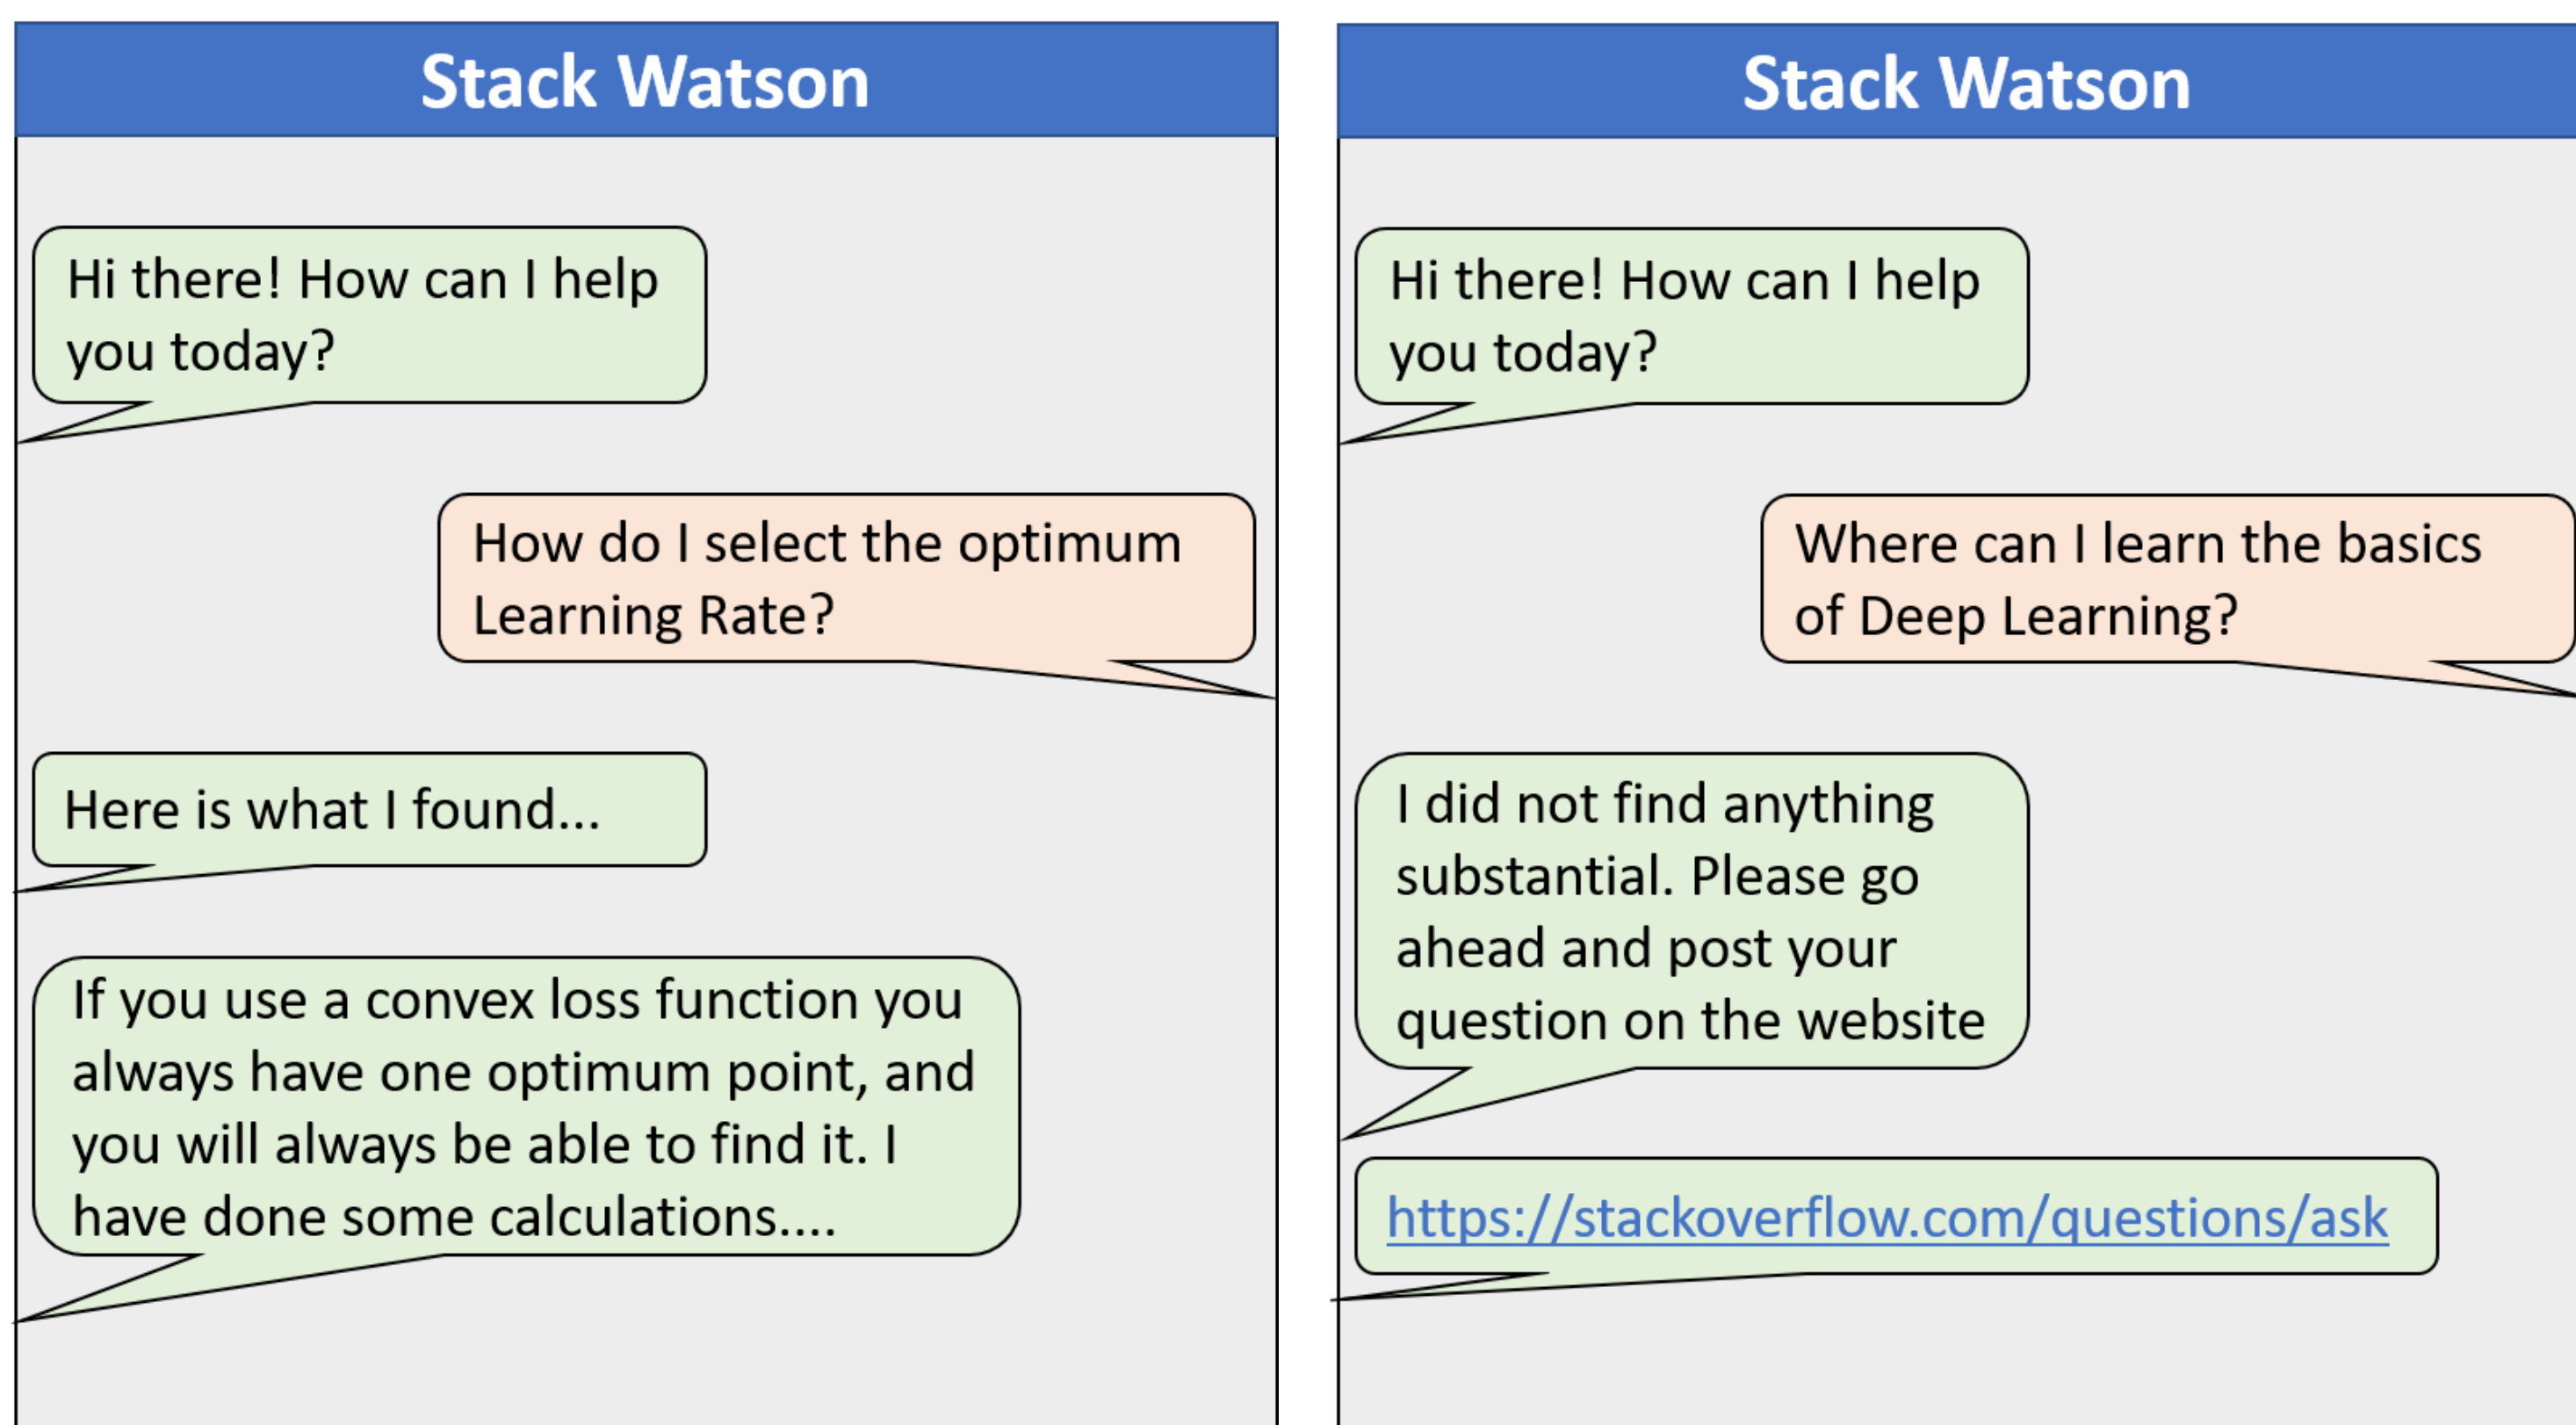 Stack Watson
Hi there! How can I help
you today?
How do I select the optimum
Learning Rate?
Here is what I found...
If you use a convex loss function you
always have one optimum point, and
you will always be able to find it. I
have done some calculations....
Stack Watson
Hi there! How can I help
you today?
Where can I learn the basics
of Deep Learning?
I did not find anything
substantial. Please go
ahead and post your
question on the website
https://stackoverflow.com/questions/ask